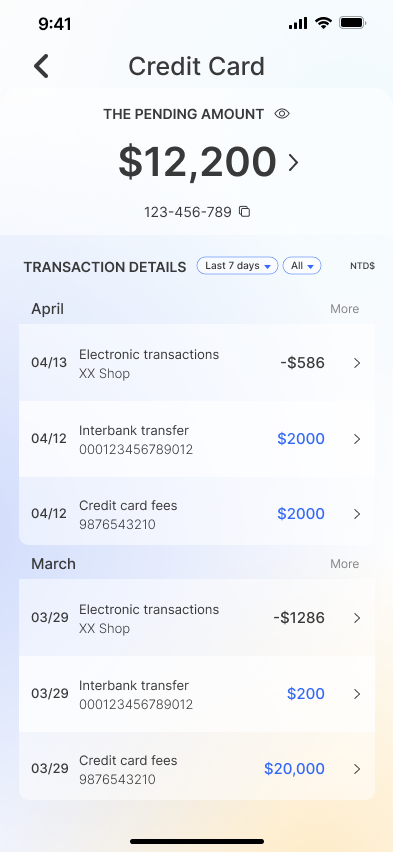 9:41
Credit Card
THE PENDING AMOUNT
$12,200
123-456-789
TRANSACTION DETAILS Last 7 days All NTD$
April More
04/13 Electronic transactions -$586
XX Shop
04/12 Interbank transfer $2000
000123456789012
04/12 Credit card fees $2000
9876543210
March More
03/29 Electronic transactions -$1286
XX Shop
03/29 Interbank transfer $200
000123456789012
03/29 Credit card fees $20,000
9876543210